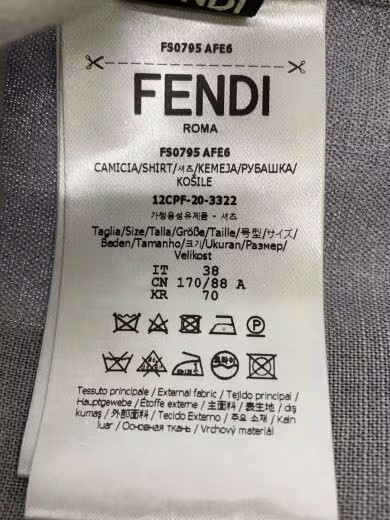 FENDI
FS0795 AFE6
FENDI
ROMA
FS0795 AFE6
CAMICIA/SHIRT/셔츠/KEMEJA/РУБАШКА/
KOŠILE
12CPF-20-3322
가정용섬유제품 - 셔츠
Taglia/Size/Talla/Größe/Taille/号型/サイズ/
Beden/Tamanho/크기/Ukuran/Размер/
Velikost
IT 38
CN 170/88 A
KR 70
P
드라이
Tessuto principale / External fabric / Tejido principal /
Hauptgewebe / Étoffe externe / 主面料 / 表生地 / dış
kumaş / 外部面料 / Tecido Externo / 주요 소재 / Kain
luar / Основная ткань / Vrchový materiál